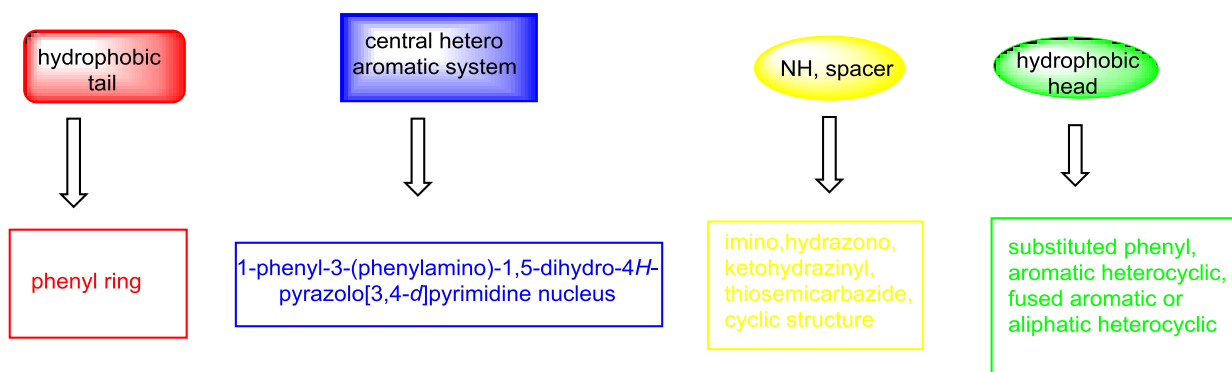 hydrophobic
tail
central hetero
aromatic system
NH, spacer
hydrophobic
head
phenyl ring
1-phenyl-3-(phenylamino)-1,5-dihydro-4H-
pyrazolo[3,4-d]pyrimidine nucleus
imino,hydrazono,
ketohydrazinyl,
thiosemicarbazide,
cyclic structure
substituted phenyl,
aromatic heterocyclic,
fused aromatic or
aliphatic heterocyclic